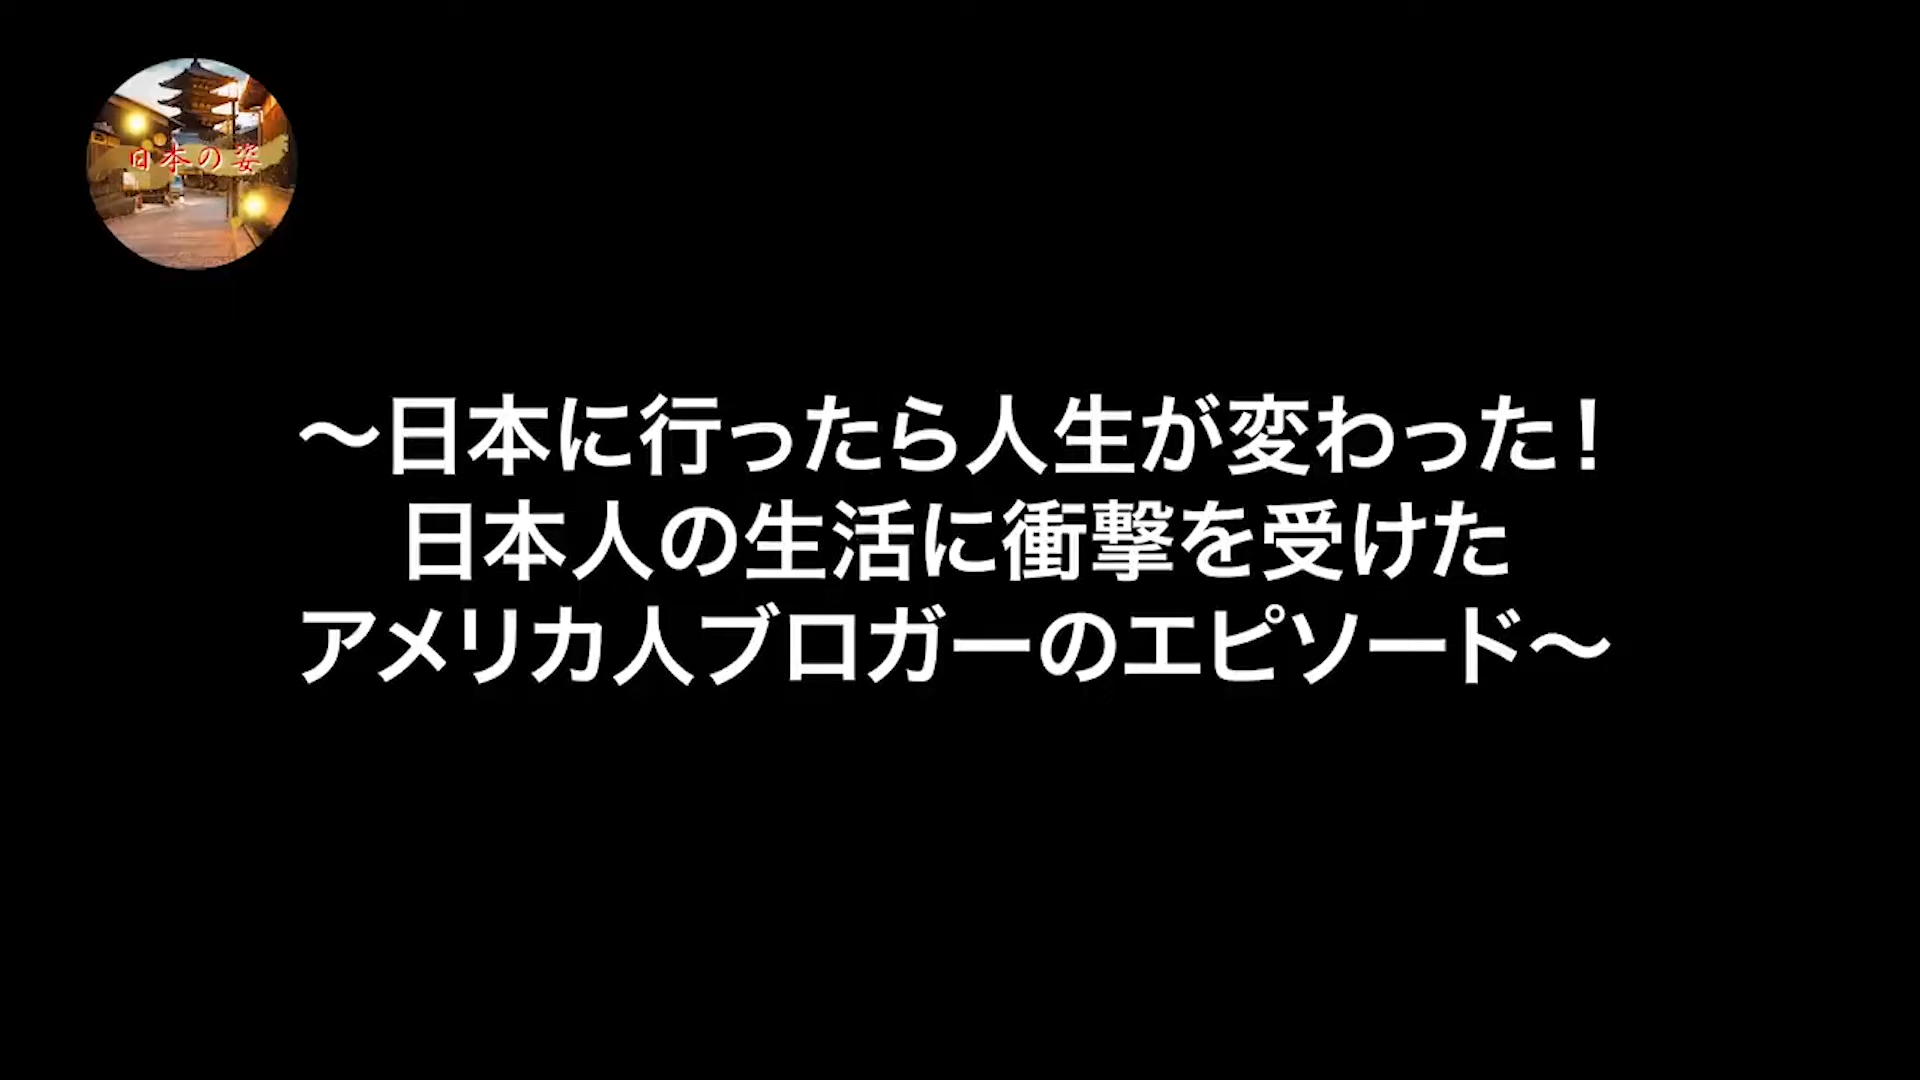 日本の姿
～日本に行ったら人生が変わった！
日本人の生活に衝撃を受けた
アメリカ人ブロガーのエピソード～